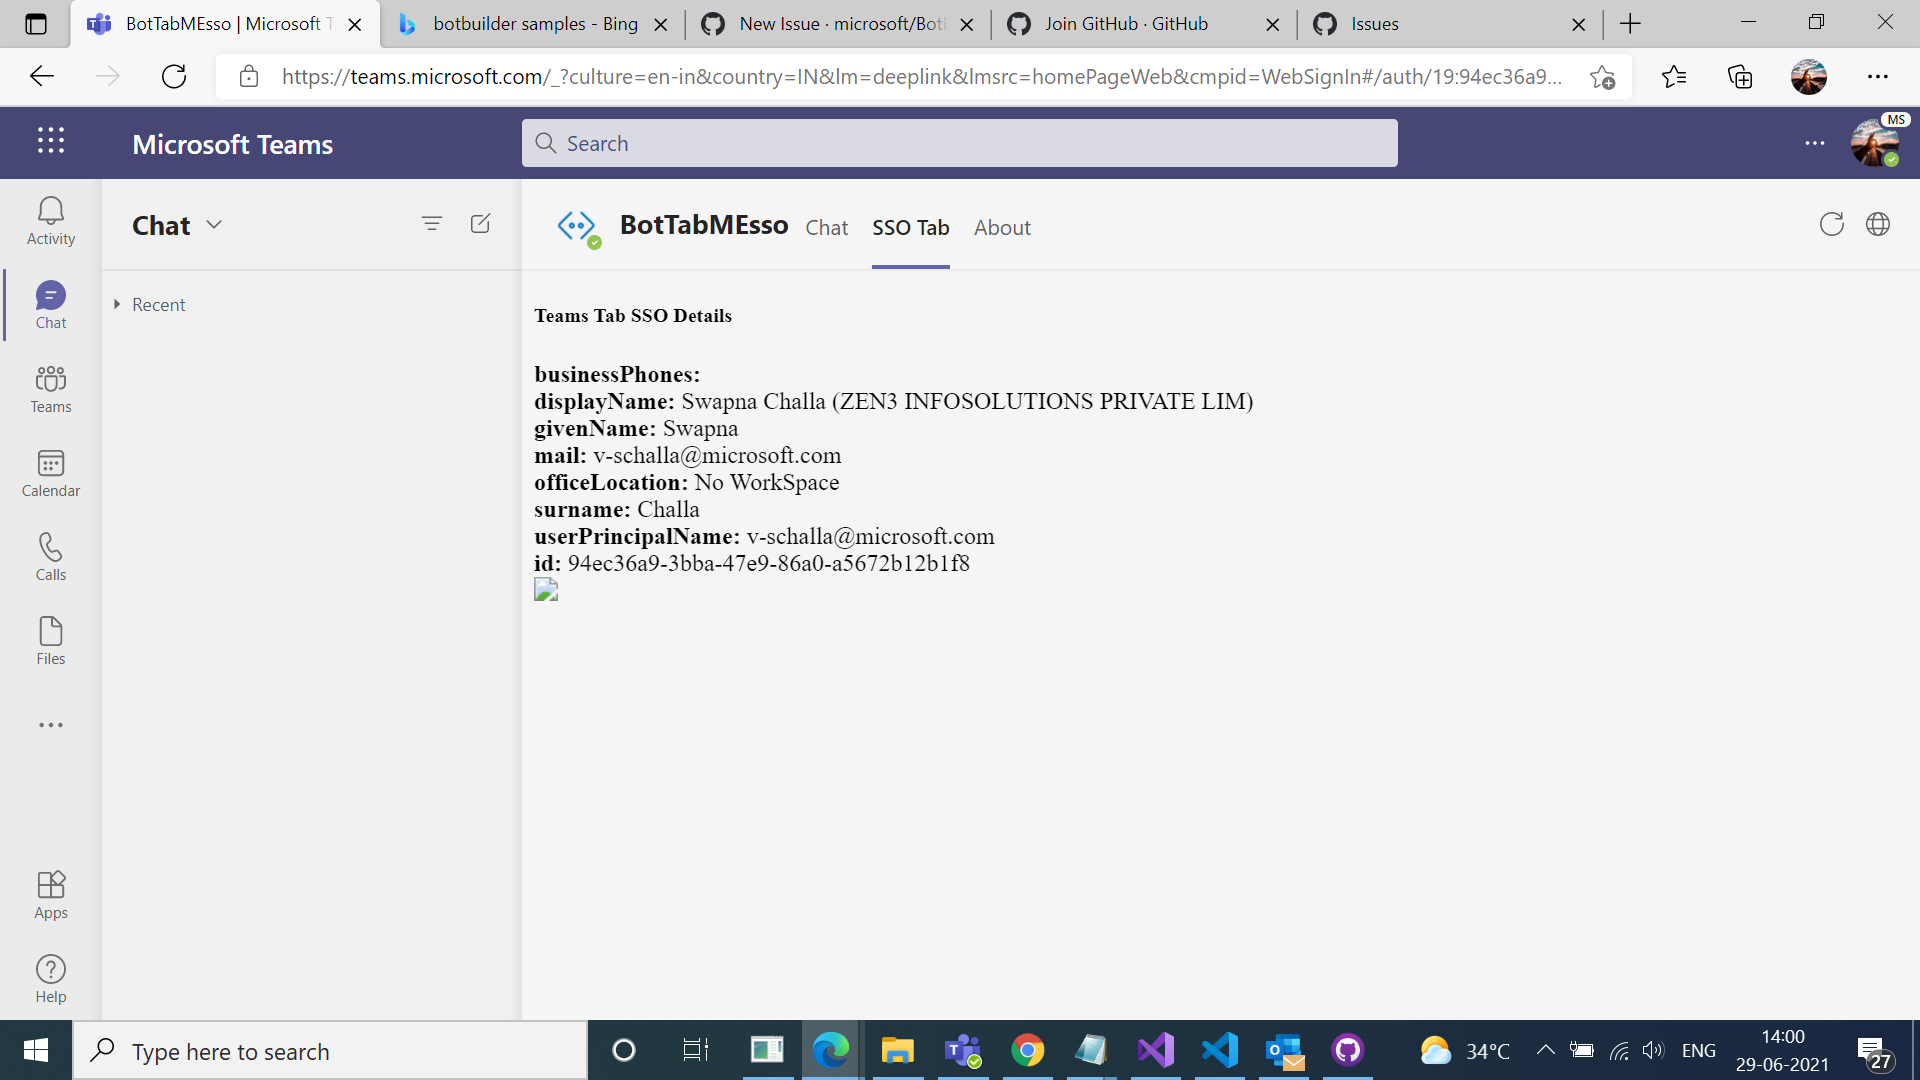 BotTabMEsso | Microsoft T
botbuilder samples - Bing
New Issue · microsoft/Botl
Join GitHub · GitHub
Issues
https://teams.microsoft.com/_?culture=en-in&country=IN&lm=deeplink&lmsrc=homePageWeb&cmpid=WebSignIn#/auth/19:94ec36a9...
Microsoft Teams
Search
MS
Activity
Chat
Teams
Calendar
Calls
Files
Apps
Help
Chat
Recent
BotTabMEsso
Chat
SSO Tab
About
Teams Tab SSO Details
businessPhones:
displayName: Swapna Challa (ZEN3 INFOSOLUTIONS PRIVATE LIM)
givenName: Swapna
mail: v-schalla@microsoft.com
officeLocation: No WorkSpace
surname: Challa
userPrincipalName: v-schalla@microsoft.com
id: 94ec36a9-3bba-47e9-86a0-a5672b12b1f8
Type here to search
34°C
ENG
14:00
29-06-2021
27